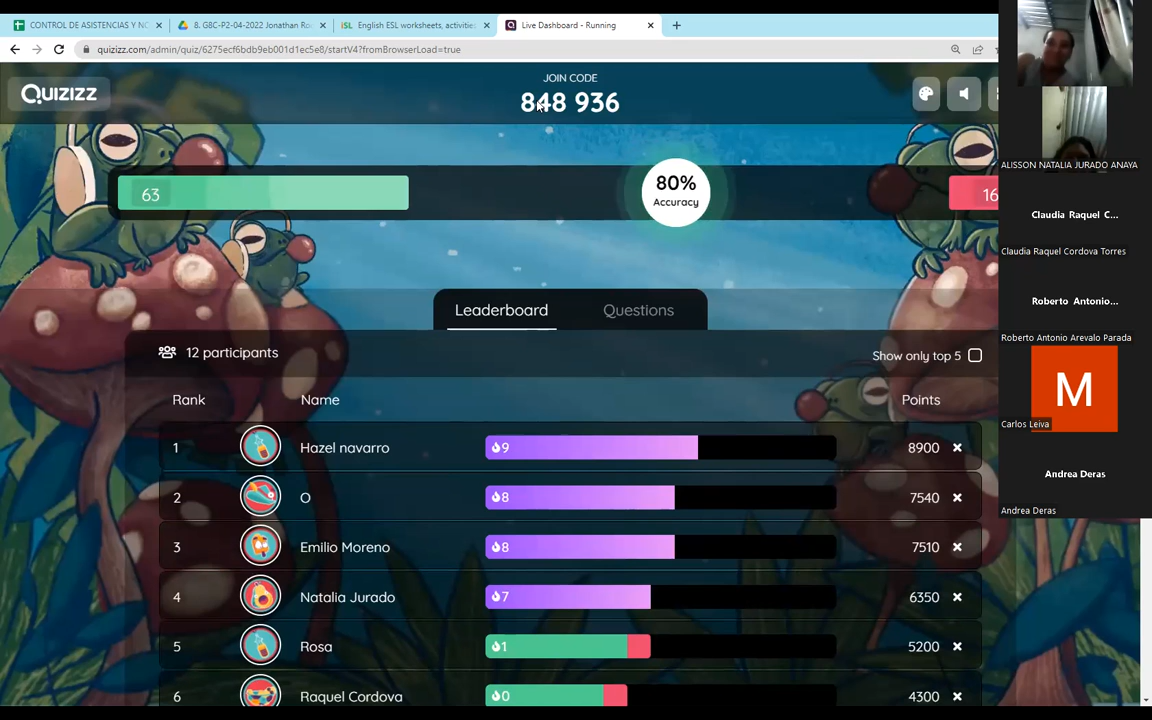 CONTROL DE ASISTENCIAS Y NO
8. G8C-P2-04-2022 Jonathan Ro
iSL English ESL worksheets, activities
Live Dashboard - Running
quizizz.com/admin/quiz/6275ecf6bdb9eb001d1ec5e8/startV4?fromBrowserLoad=true
Quizizz
JOIN CODE
848 936
63
80%
Accuracy
16
Leaderboard
Questions
12 participants
Show only top 5
Rank
Name
Points
1 Hazel navarro 9 8900
2 O 8 7540
3 Emilio Moreno 8 7510
4 Natalia Jurado 7 6350
5 Rosa 1 5200
6 Raquel Cordova 0 4300
ALISSON NATALIA JURADO ANAYA
Claudia Raquel C...
Claudia Raquel Cordova Torres
Roberto Antonio...
Roberto Antonio Arevalo Parada
M
Carlos Leiva
Andrea Deras
Andrea Deras